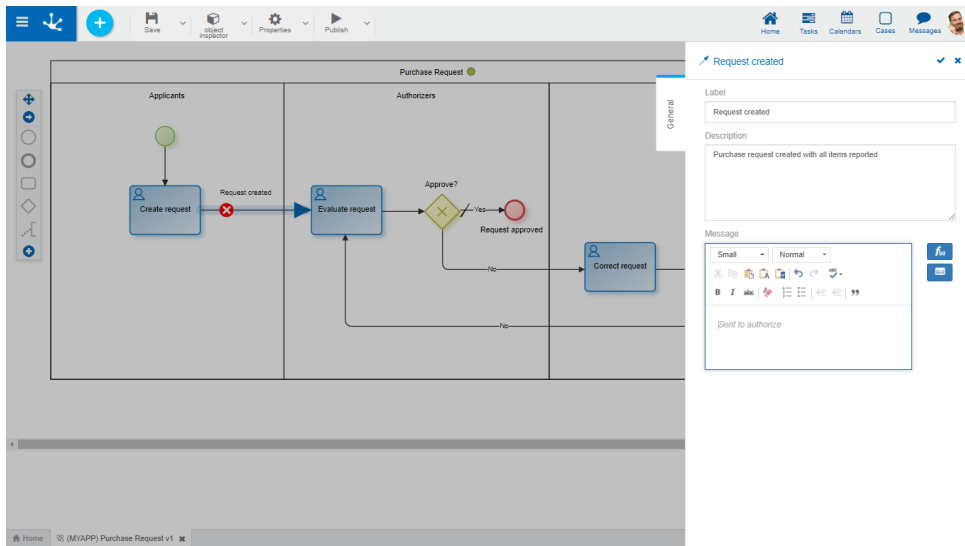 Save
object
inspector
Properties
Publish
Home
Tasks
Calendars
Cases
Messages
Purchase Request
Applicants
Authorizers
Create request
Request created
Evaluate request
Approve?
Yes
Request approved
No
Correct request
No
General
Request created
Label
Request created
Description
Purchase request created with all items reported
Message
Small
Normal
ABC
B I abc
f(x)
Sent to authorize
Home
(MYAPP) Purchase Request v1